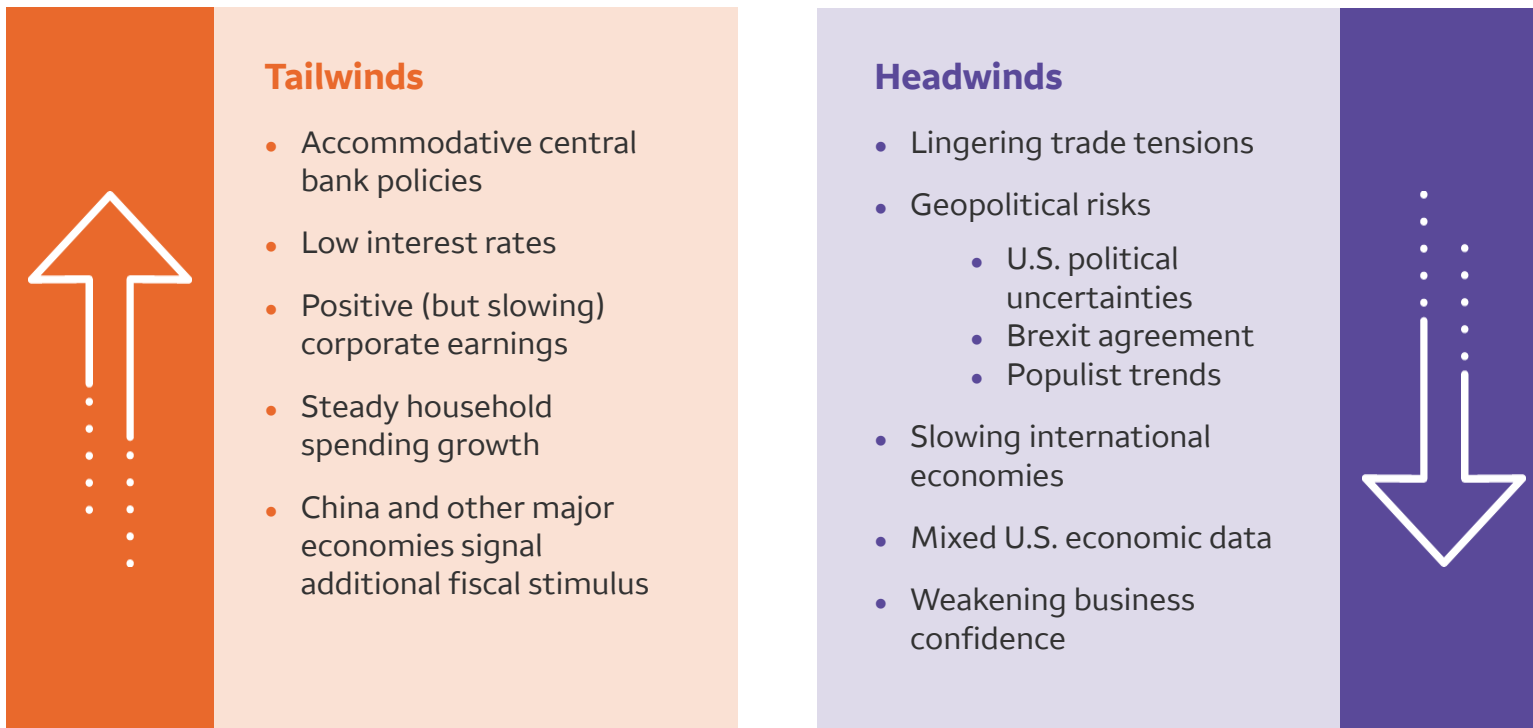 Tailwinds
• Accommodative central
bank policies
• Low interest rates
• Positive (but slowing)
corporate earnings
• Steady household
spending growth
• China and other major
economies signal
additional fiscal stimulus
Headwinds
• Lingering trade tensions
• Geopolitical risks
• U.S. political
uncertainties
• Brexit agreement
• Populist trends
• Slowing international
economies
• Mixed U.S. economic data
• Weakening business
confidence